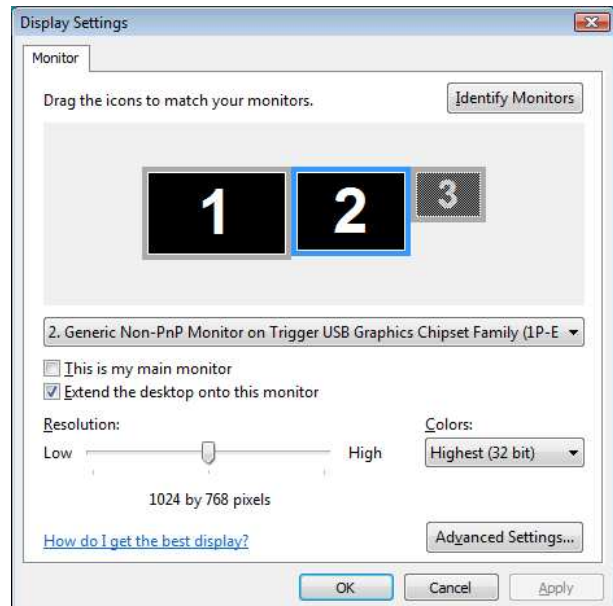 Display Settings
Monitor
Drag the icons to match your monitors.
Identify Monitors
1 2 3
2. Generic Non-PnP Monitor on Trigger USB Graphics Chipset Family (1P-E
This is my main monitor
Extend the desktop onto this monitor
Resolution:
Colors:
Low High
Highest (32 bit)
1024 by 768 pixels
How do I get the best display?
Advanced Settings...
OK Cancel Apply